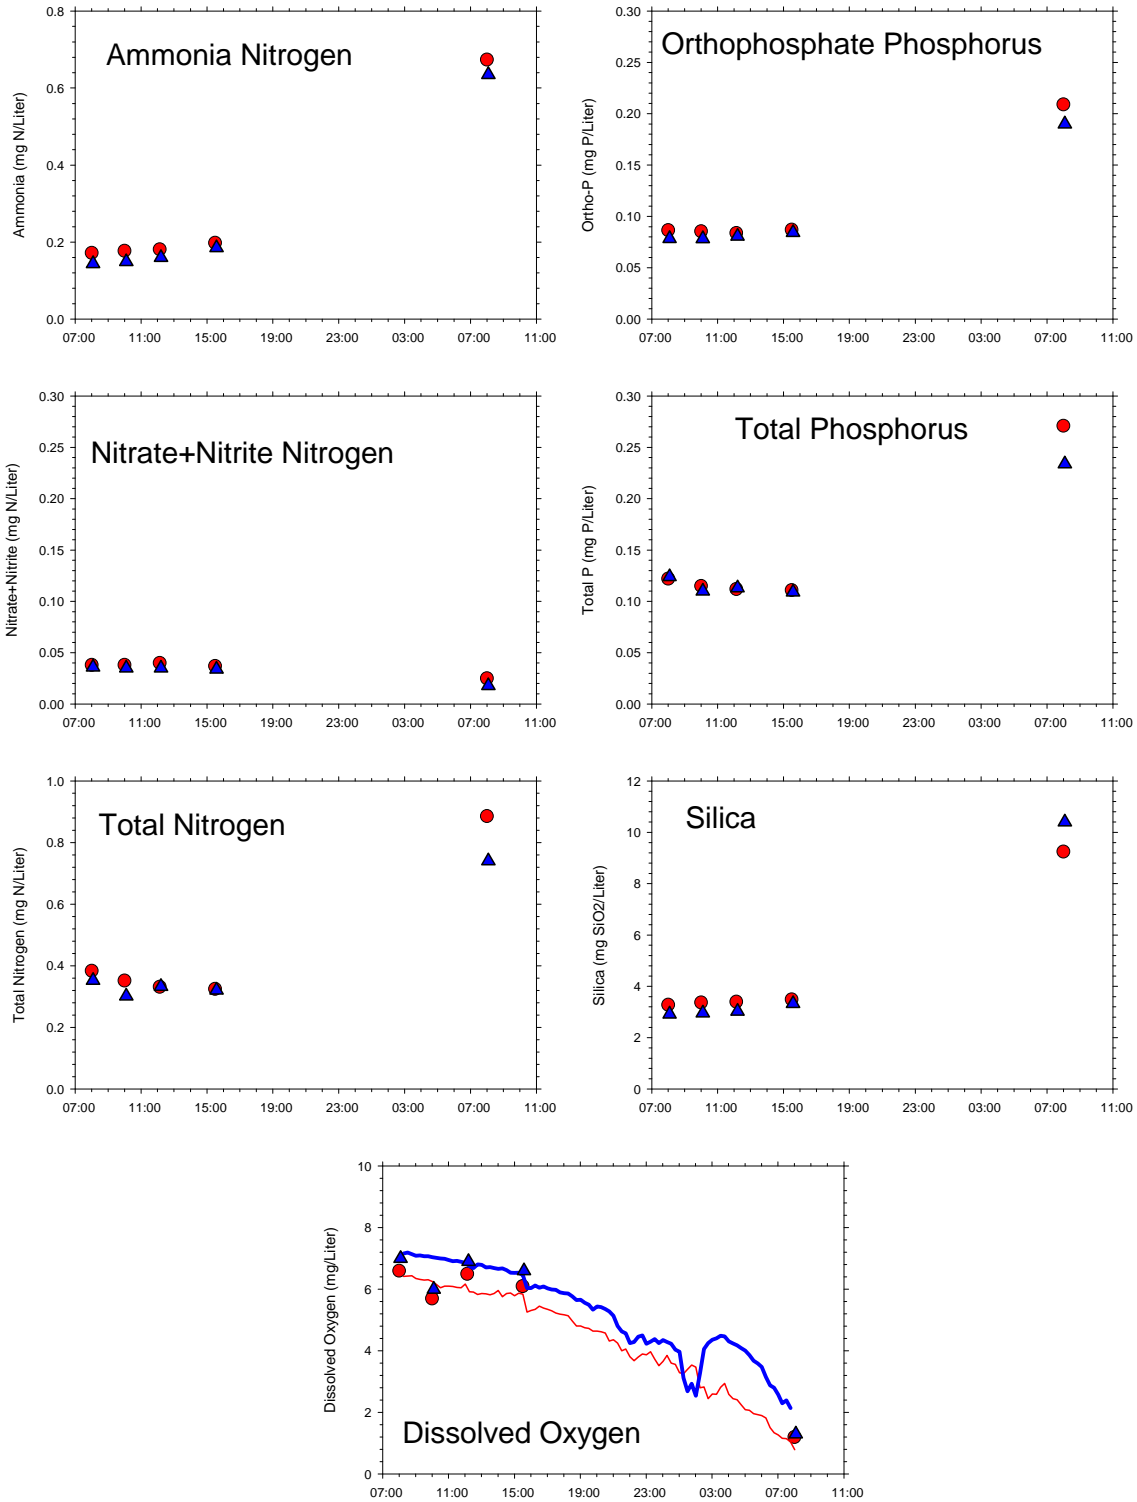 Ammonia Nitrogen
Ammonia (mg N/Liter)
0.8
0.6
0.4
0.2
0.0
07:00 11:00 15:00 19:00 23:00 03:00 07:00 11:00
Orthophosphate Phosphorus
Ortho-P (mg P/Liter)
0.30
0.25
0.20
0.15
0.10
0.05
0.00
07:00 11:00 15:00 19:00 23:00 03:00 07:00 11:00
Nitrate+Nitrite Nitrogen
Nitrate+Nitrite (mg N/Liter)
0.30
0.25
0.20
0.15
0.10
0.05
0.00
07:00 11:00 15:00 19:00 23:00 03:00 07:00 11:00
Total Phosphorus
Total P (mg P/Liter)
0.30
0.25
0.20
0.15
0.10
0.05
0.00
07:00 11:00 15:00 19:00 23:00 03:00 07:00 11:00
Total Nitrogen
Total Nitrogen (mg N/Liter)
1.0
0.8
0.6
0.4
0.2
0.0
07:00 11:00 15:00 19:00 23:00 03:00 07:00 11:00
Silica
Silica (mg SiO2/Liter)
12
10
8
6
4
2
0
07:00 11:00 15:00 19:00 23:00 03:00 07:00 11:00
Dissolved Oxygen
Dissolved Oxygen (mg/Liter)
10
8
6
4
2
0
07:00 11:00 15:00 19:00 23:00 03:00 07:00 11:00